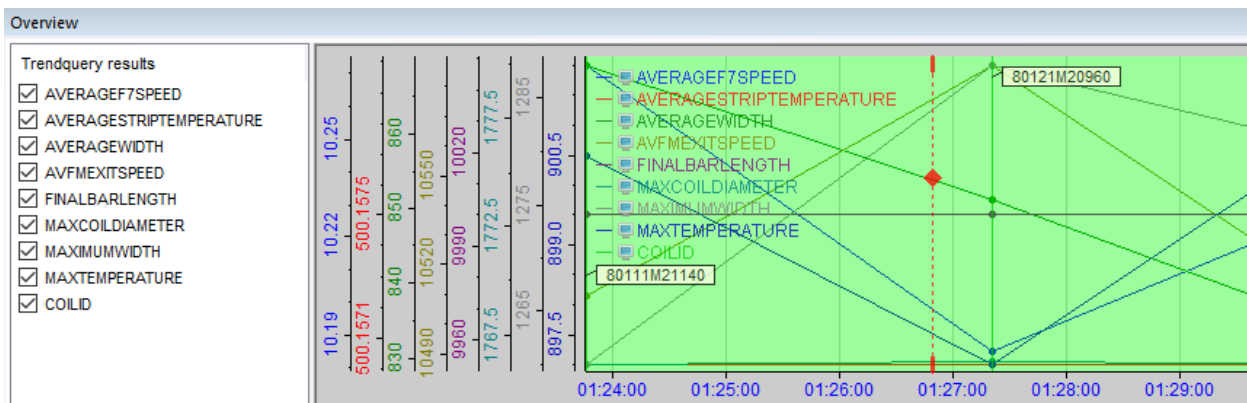 Overview
Trendquery results
AVERAGEF7SPEED
AVERAGESTRIPTEMPERATURE
AVERAGEWIDTH
AVFMEXITSPEED
FINALBARLENGTH
MAXCOILDIAMETER
MAXIMUMWIDTH
MAXTEMPERATURE
COILID
10.25
10.22
10.19
500.1575
500.1571
860
850
840
830
10550
10520
10490
10020
9990
9960
1777.5
1772.5
1767.5
1285
1275
1265
900.5
899.0
897.5
AVERAGEF7SPEED
AVERAGESTRIPTEMPERATURE
AVERAGEWIDTH
AVFMEXITSPEED
FINALBARLENGTH
MAXCOILDIAMETER
MAXIMUMWIDTH
MAXTEMPERATURE
COILID
80111M21140
80121M20960
01:24:00
01:25:00
01:26:00
01:27:00
01:28:00
01:29:00